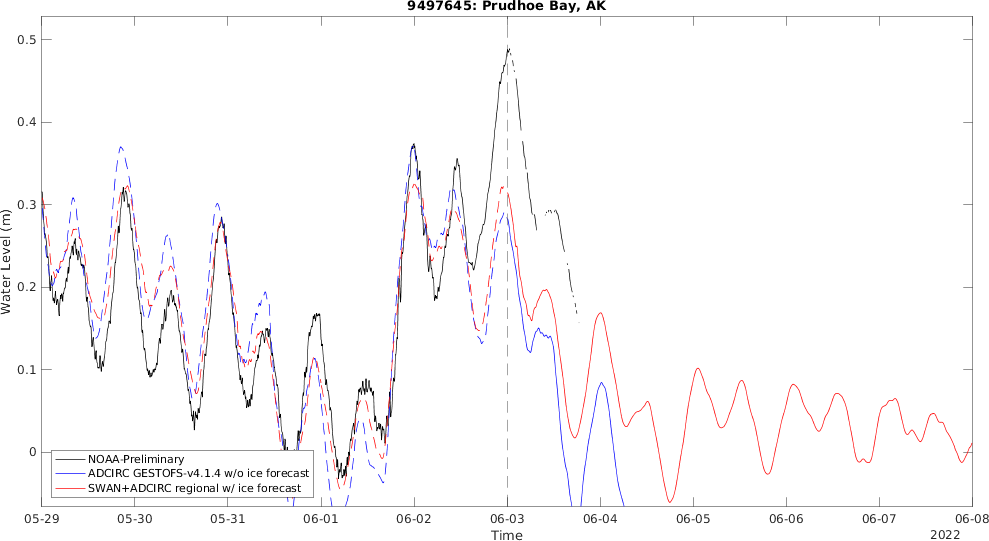 9497645: Prudhoe Bay, AK
0.5
0.4
0.3
0.2
0.1
0
Water Level (m)
NOAA-Preliminary
ADCIRC GESTOFS-v4.1.4 w/o ice forecast
SWAN+ADCIRC regional w/ ice forecast
05-29 05-30 05-31 06-01 06-02 06-03 06-04 06-05 06-06 06-07 06-08
Time
2022